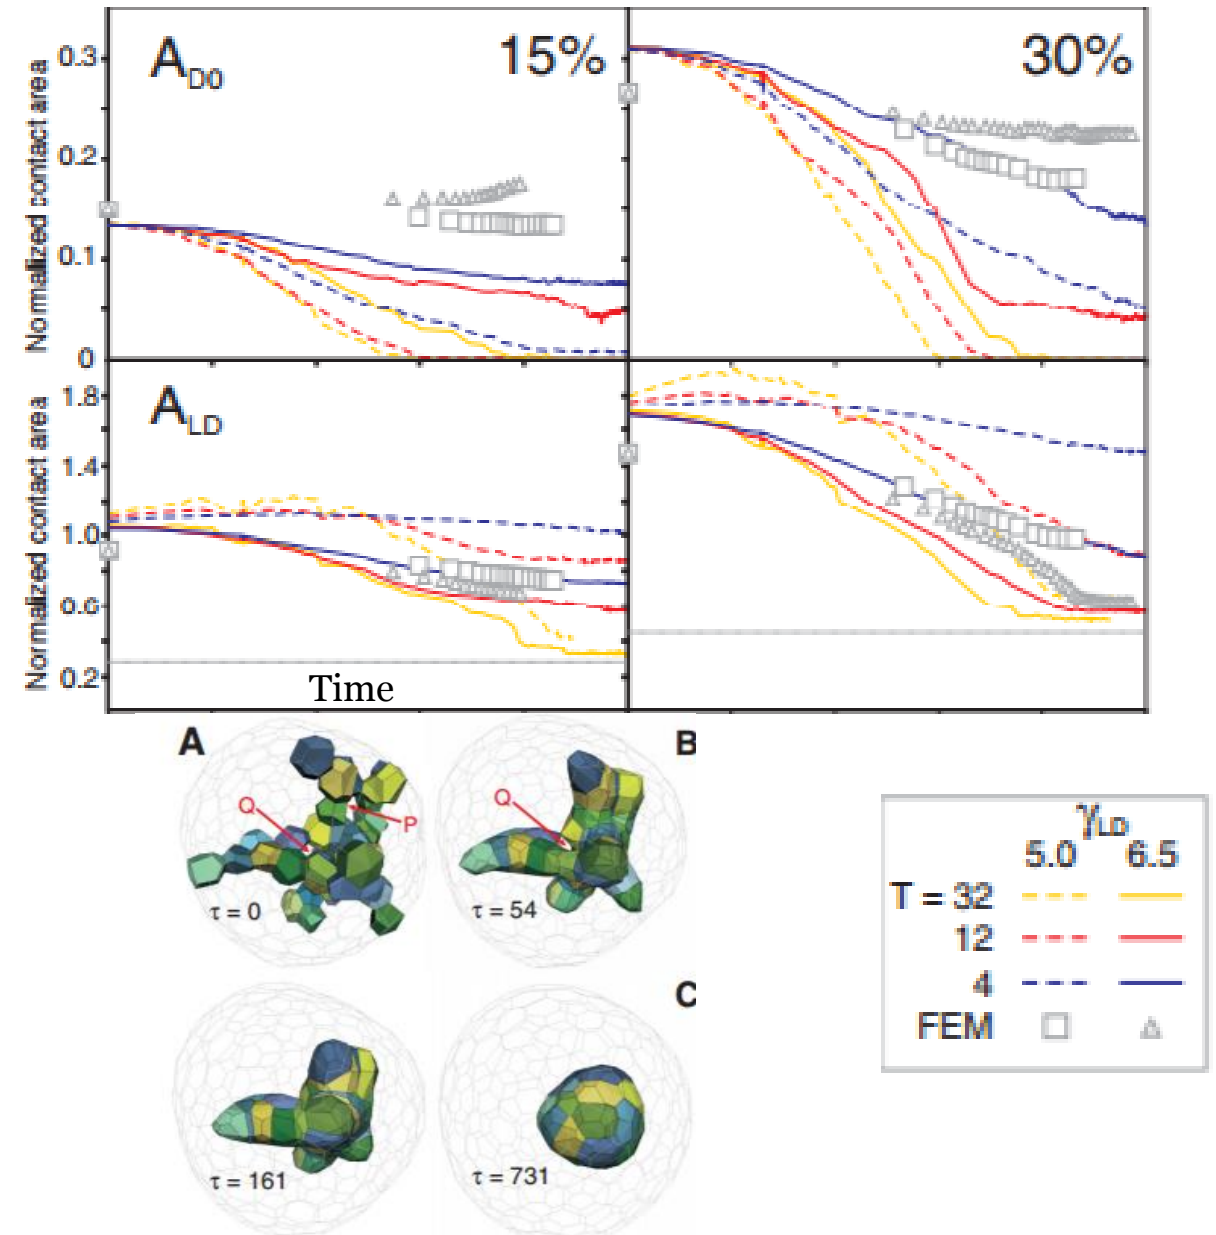 A_D0 15% 30%
Normalized contact area
0.3
0.2
0.1
0
A_LD
Normalized contact area
1.8
1.4
1.0
0.6
0.2
Time
A B
Q P Q
τ = 0 τ = 54
C
τ = 161 τ = 731
γ_LD
5.0 6.5
T = 32
12
4
FEM